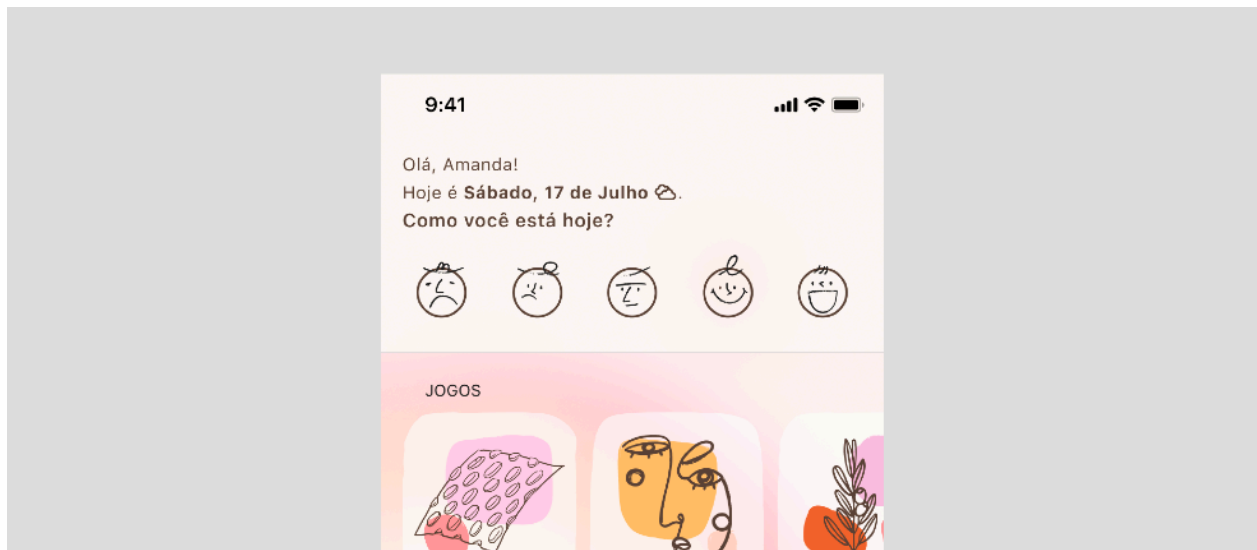 9:41
Olá, Amanda!
Hoje é Sábado, 17 de Julho.
Como você está hoje?
JOGOS